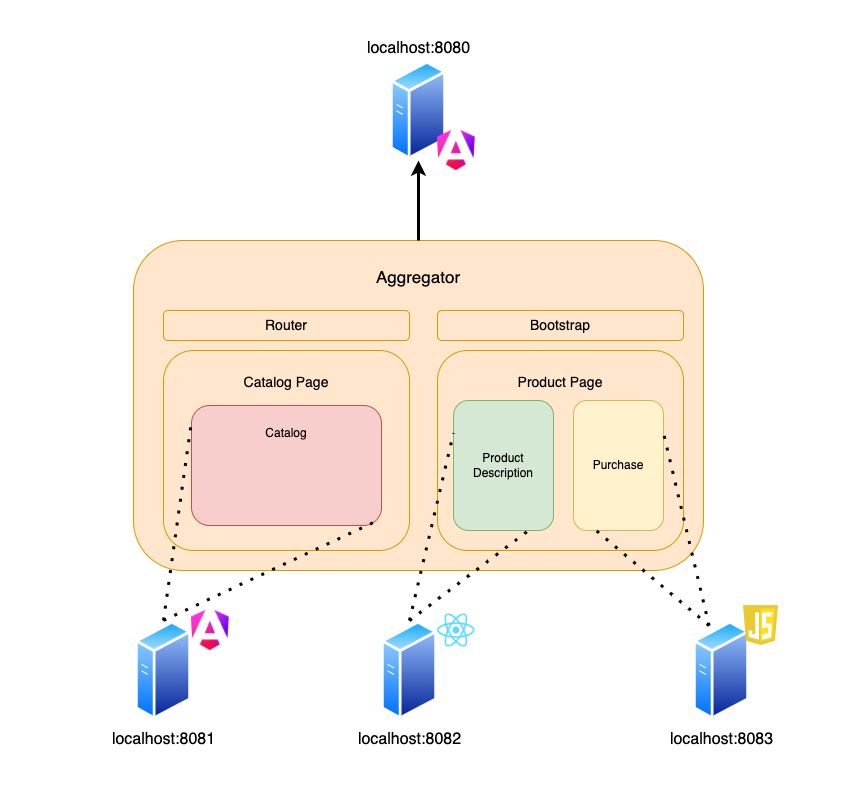 localhost:8080
Aggregator
Router
Bootstrap
Catalog Page
Product Page
Catalog
Product
Description
Purchase
JS
localhost:8081
localhost:8082
localhost:8083